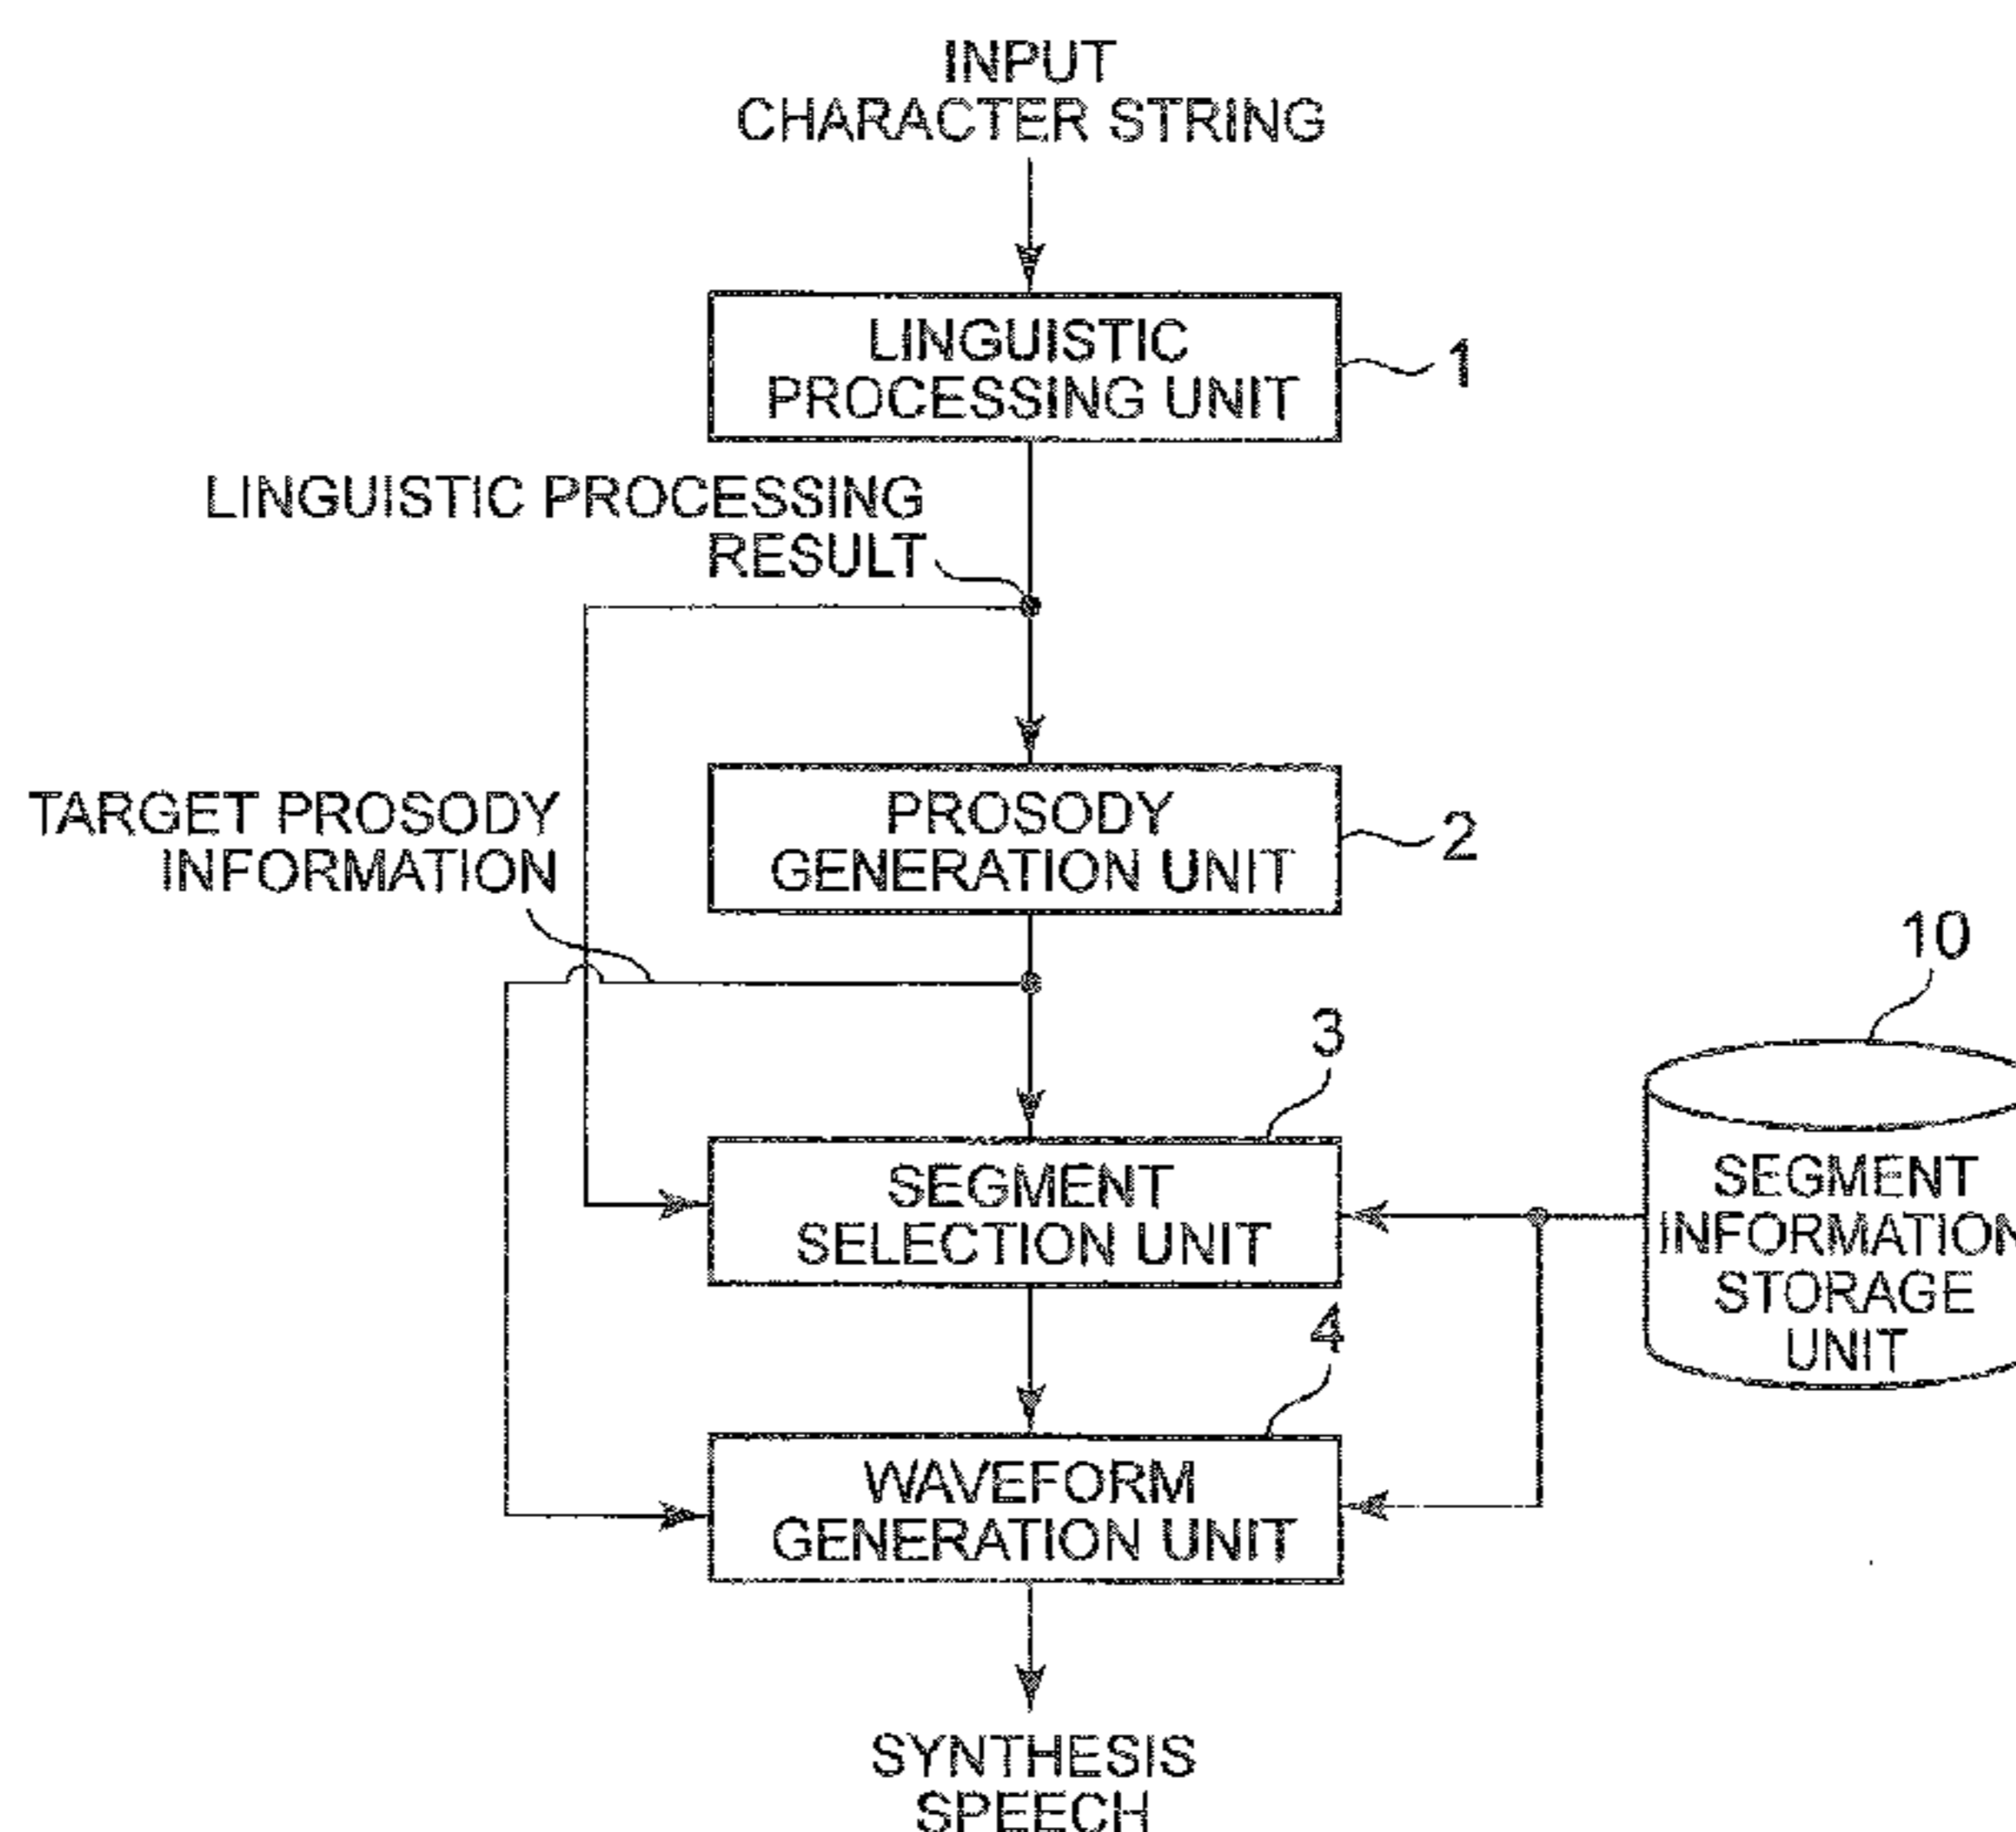 INPUT
CHARACTER STRING
LINGUISTIC
PROCESSING UNIT
1
LINGUISTIC PROCESSING
RESULT
PROSODY
GENERATION UNIT
2
TARGET PROSODY
INFORMATION
10
3
SEGMENT
SELECTION UNIT
SEGMENT
INFORMATION
STORAGE
UNIT
4
WAVEFORM
GENERATION UNIT
SYNTHESIS
SPEECH